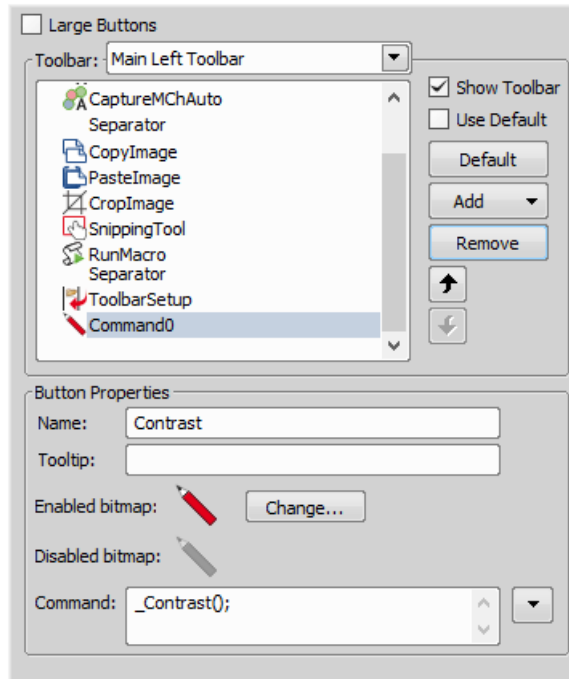 Large Buttons
Toolbar: Main Left Toolbar
CaptureMChAuto
Separator
CopyImage
PasteImage
CropImage
SnippingTool
RunMacro
Separator
ToolbarSetup
Command0
Show Toolbar
Use Default
Default
Add
Remove
Button Properties
Name: Contrast
Tooltip:
Enabled bitmap: Change...
Disabled bitmap:
Command: _Contrast();